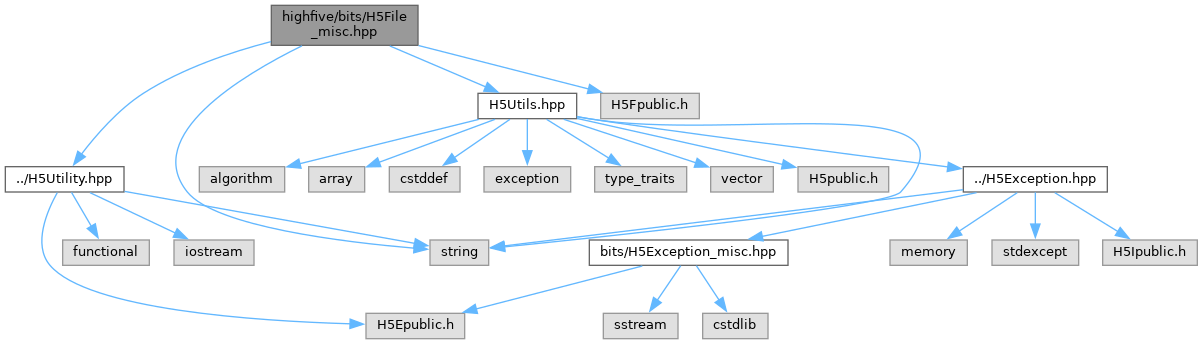 highfive/bits/H5File
_misc.hpp
H5Utils.hpp
H5Fpublic.h
../H5Utility.hpp
algorithm
array
cstddef
exception
type_traits
vector
H5public.h
../H5Exception.hpp
functional
iostream
string
bits/H5Exception_misc.hpp
memory
stdexcept
H5Ipublic.h
H5Epublic.h
sstream
cstdlib